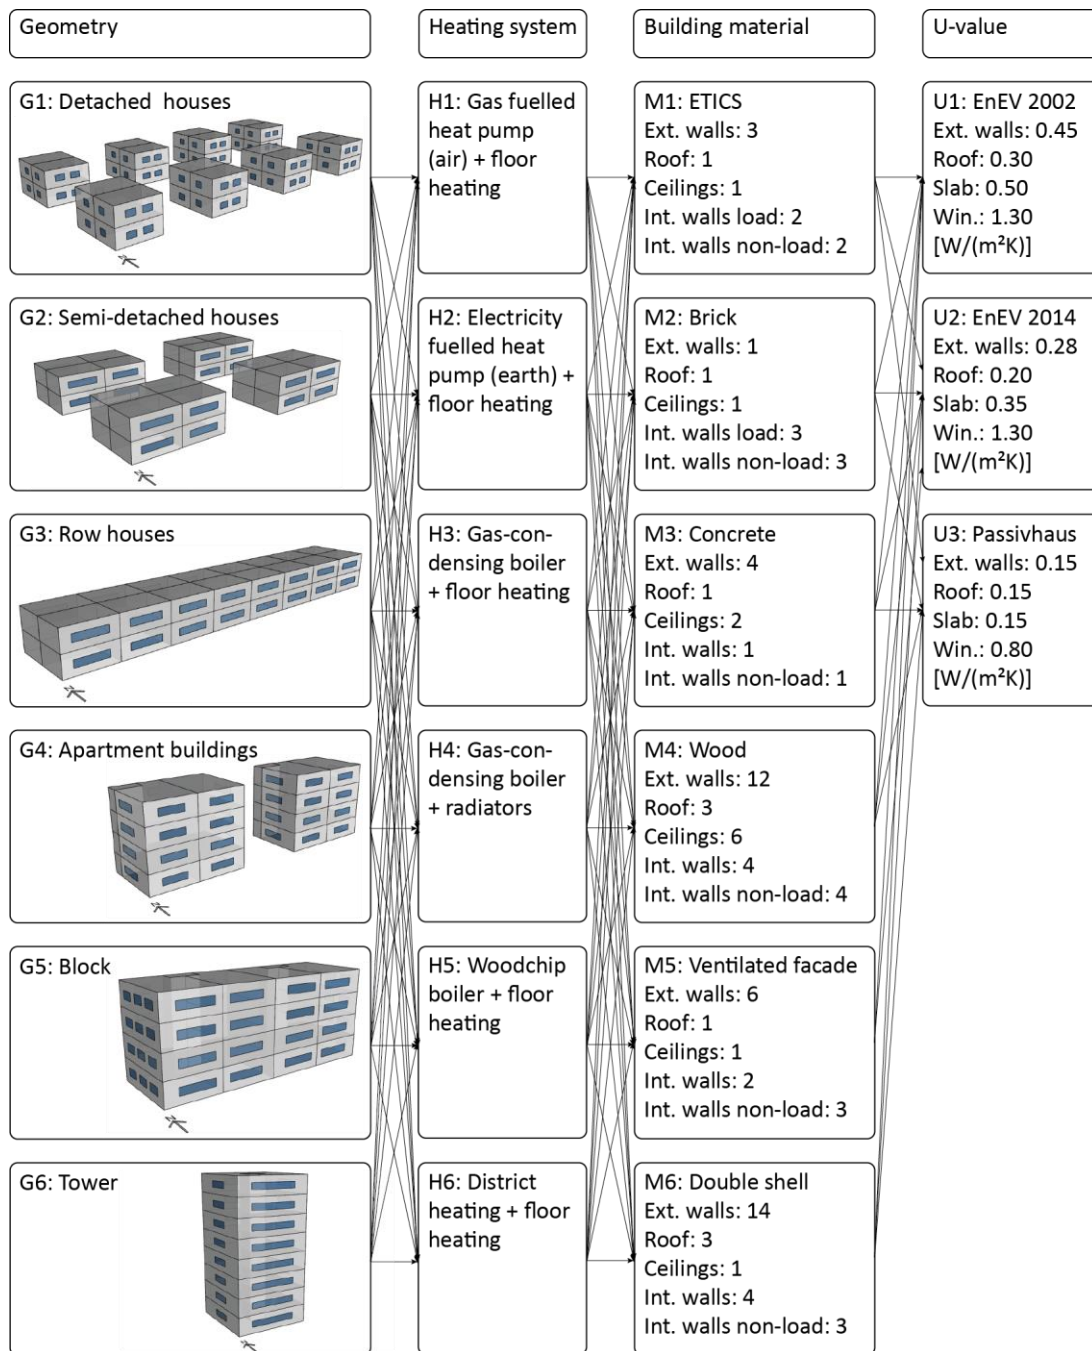 Geometry
Heating system
Building material
U-value
G1: Detached houses
H1: Gas fuelled
heat pump
(air) + floor
heating
M1: ETICS
Ext. walls: 3
Roof: 1
Ceilings: 1
Int. walls load: 2
Int. walls non-load: 2
U1: EnEV 2002
Ext. walls: 0.45
Roof: 0.30
Slab: 0.50
Win.: 1.30
[W/(m²K)]
G2: Semi-detached houses
H2: Electricity
fuelled heat
pump (earth) +
floor heating
M2: Brick
Ext. walls: 1
Roof: 1
Ceilings: 1
Int. walls load: 3
Int. walls non-load: 3
U2: EnEV 2014
Ext. walls: 0.28
Roof: 0.20
Slab: 0.35
Win.: 1.30
[W/(m²K)]
G3: Row houses
H3: Gas-con-
densing boiler
+ floor heating
M3: Concrete
Ext. walls: 4
Roof: 1
Ceilings: 2
Int. walls: 1
Int. walls non-load: 1
U3: Passivhaus
Ext. walls: 0.15
Roof: 0.15
Slab: 0.15
Win.: 0.80
[W/(m²K)]
G4: Apartment buildings
H4: Gas-con-
densing boiler
+ radiators
M4: Wood
Ext. walls: 12
Roof: 3
Ceilings: 6
Int. walls: 4
Int. walls non-load: 4
G5: Block
H5: Woodchip
boiler + floor
heating
M5: Ventilated facade
Ext. walls: 6
Roof: 1
Ceilings: 1
Int. walls: 2
Int. walls non-load: 3
G6: Tower
H6: District
heating + floor
heating
M6: Double shell
Ext. walls: 14
Roof: 3
Ceilings: 1
Int. walls: 4
Int. walls non-load: 3